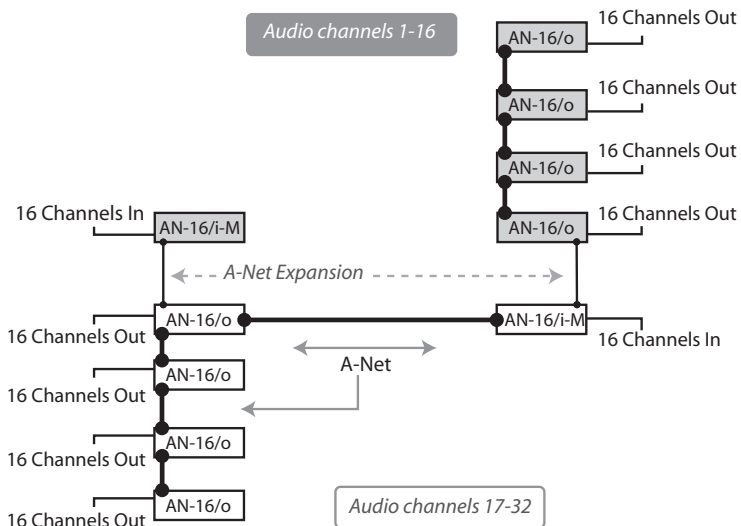 Audio channels 1-16
16 Channels Out
AN-16/o
16 Channels Out
AN-16/o
16 Channels Out
AN-16/o
16 Channels Out
AN-16/o
16 Channels In
AN-16/i-M
A-Net Expansion
AN-16/o
16 Channels Out
AN-16/i-M
16 Channels In
A-Net
AN-16/o
16 Channels Out
AN-16/o
16 Channels Out
AN-16/o
16 Channels Out
Audio channels 17-32